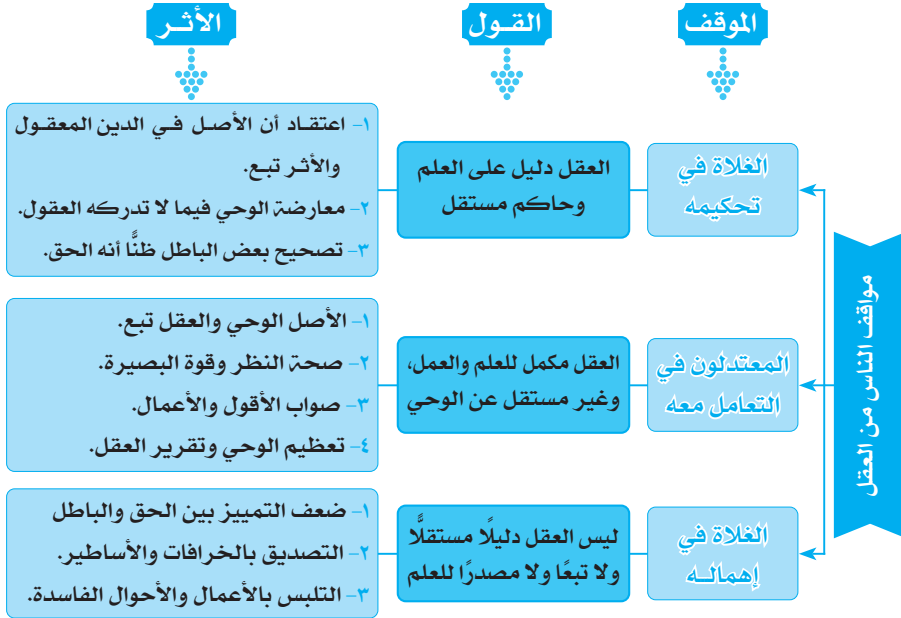 الموقف
القول
الأثر
مواقف الناس من العقل
الغلاة في
تحكيمه
العقل دليل على العلم
وحاكم مستقل
١- اعتقاد أن الأصل في الدين المعقول
والأثر تبع.
٢- معارضة الوحي فيما لا تدركه العقول.
٣- تصحيح بعض الباطل ظنًّا أنه الحق.
المعتدلون في
التعامل معه
العقل مكمل للعلم والعمل،
وغير مستقل عن الوحي
١- الأصل الوحي والعقل تبع.
٢- صحة النظر وقوة البصيرة.
٣- صواب الأقول والأعمال.
٤- تعظيم الوحي وتقرير العقل.
الغلاة في
إهماله
ليس العقل دليلًا مستقلًّا
ولا تبعًا ولا مصدرًا للعلم
١- ضعف التمييز بين الحق والباطل
٢- التصديق بالخرافات والأساطير.
٣- التلبس بالأعمال والأحوال الفاسدة.